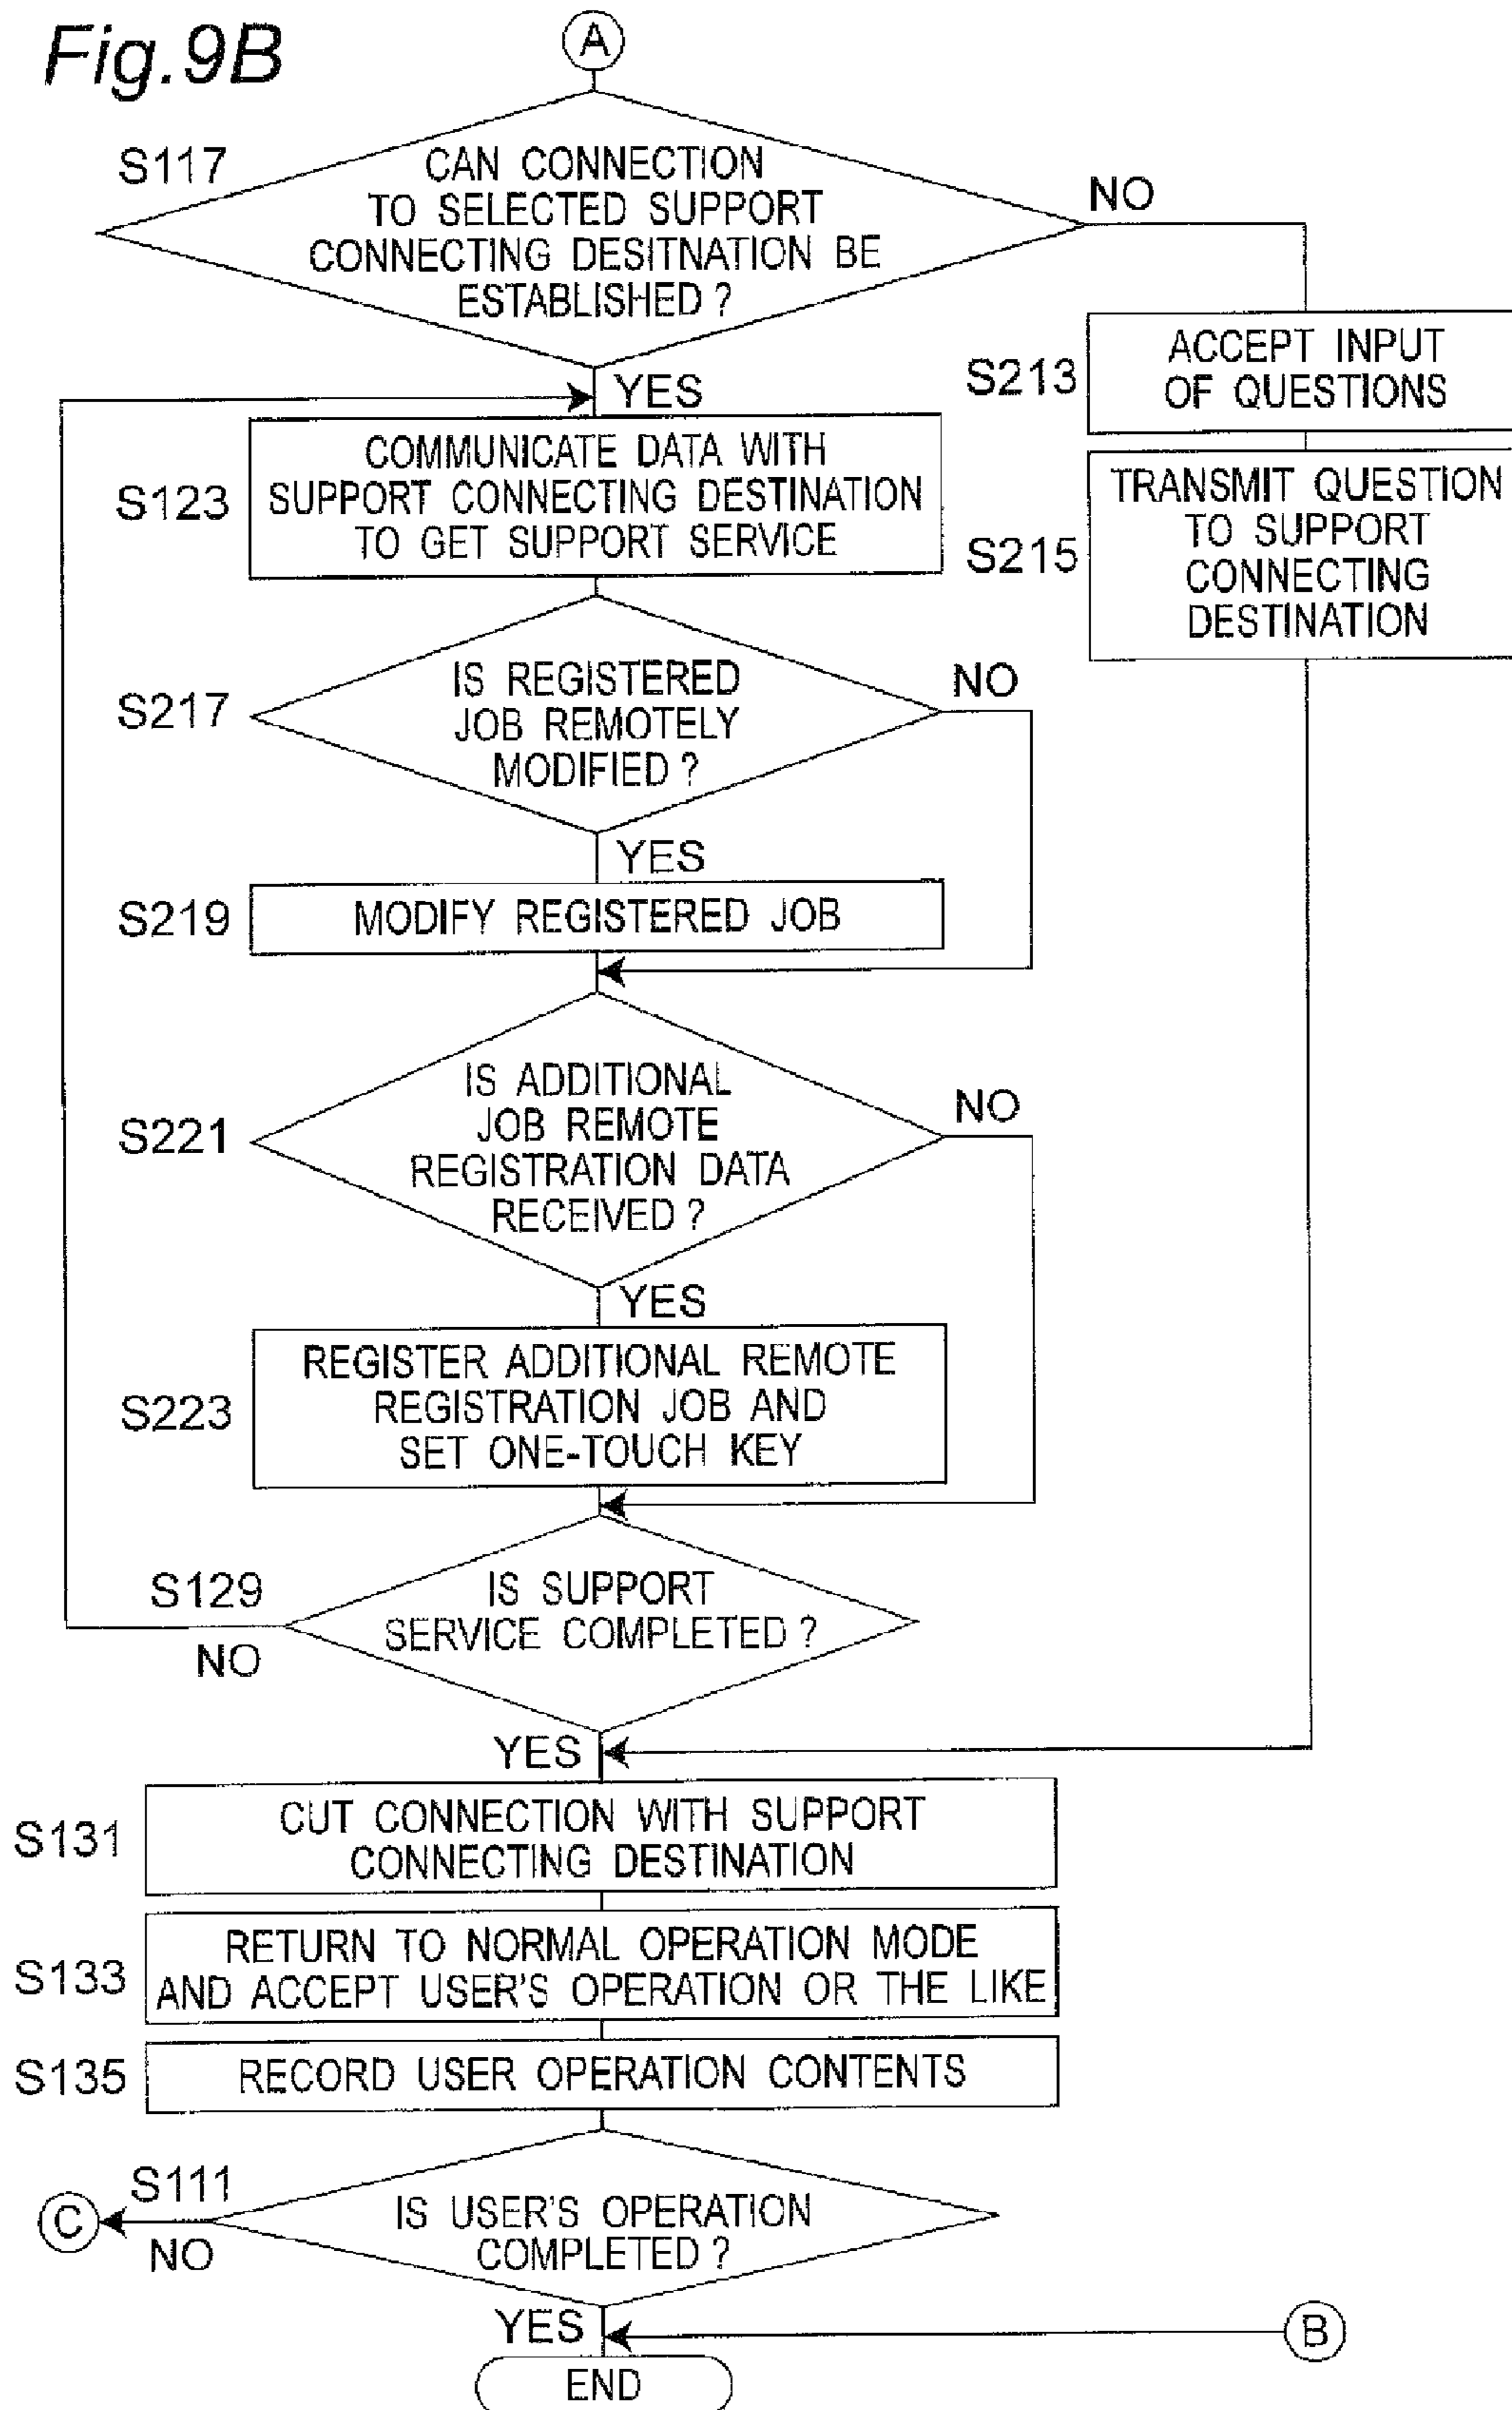 Fig.9B
A
S117
CAN CONNECTION
TO SELECTED SUPPORT
CONNECTING DESITNATION BE
ESTABLISHED ?
NO
YES
S213
ACCEPT INPUT
OF QUESTIONS
S215
TRANSMIT QUESTION
TO SUPPORT
CONNECTING
DESTINATION
S123
COMMUNICATE DATA WITH
SUPPORT CONNECTING DESTINATION
TO GET SUPPORT SERVICE
S217
IS REGISTERED
JOB REMOTELY
MODIFIED ?
NO
YES
S219
MODIFY REGISTERED JOB
S221
IS ADDITIONAL
JOB REMOTE
REGISTRATION DATA
RECEIVED ?
NO
YES
S223
REGISTER ADDITIONAL REMOTE
REGISTRATION JOB AND
SET ONE-TOUCH KEY
S129
IS SUPPORT
SERVICE COMPLETED ?
NO
YES
S131
CUT CONNECTION WITH SUPPORT
CONNECTING DESTINATION
S133
RETURN TO NORMAL OPERATION MODE
AND ACCEPT USER'S OPERATION OR THE LIKE
S135
RECORD USER OPERATION CONTENTS
S111
IS USER'S OPERATION
COMPLETED ?
C
NO
YES
B
END